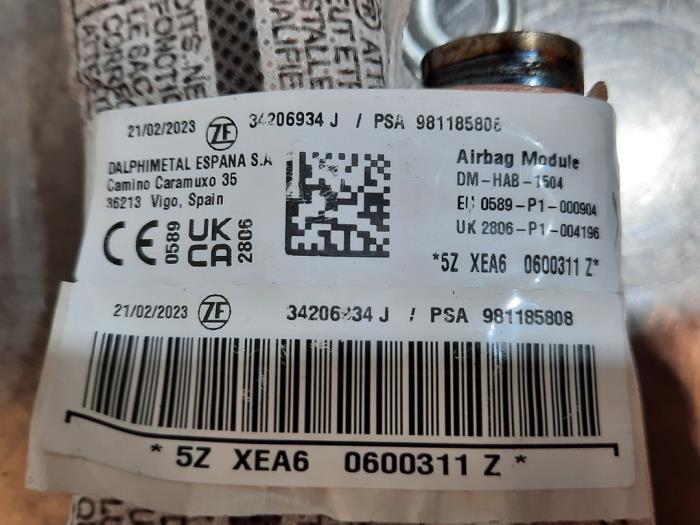 21/02/2023 ZF 34206934 J / PSA 981185808
DALPHIMETAL ESPANA S.A
Camino Caramuxo 35
36213 Vigo, Spain
CE 0589 UKCA 2806
Airbag Module
DM-HAB-1504
EU 0589-P1-000904
UK 2806-P1-004196
*5Z XEA6 0600311 Z*
21/02/2023 ZF 34206934 J / PSA 981185808
* 5Z XEA6 0600311 Z *